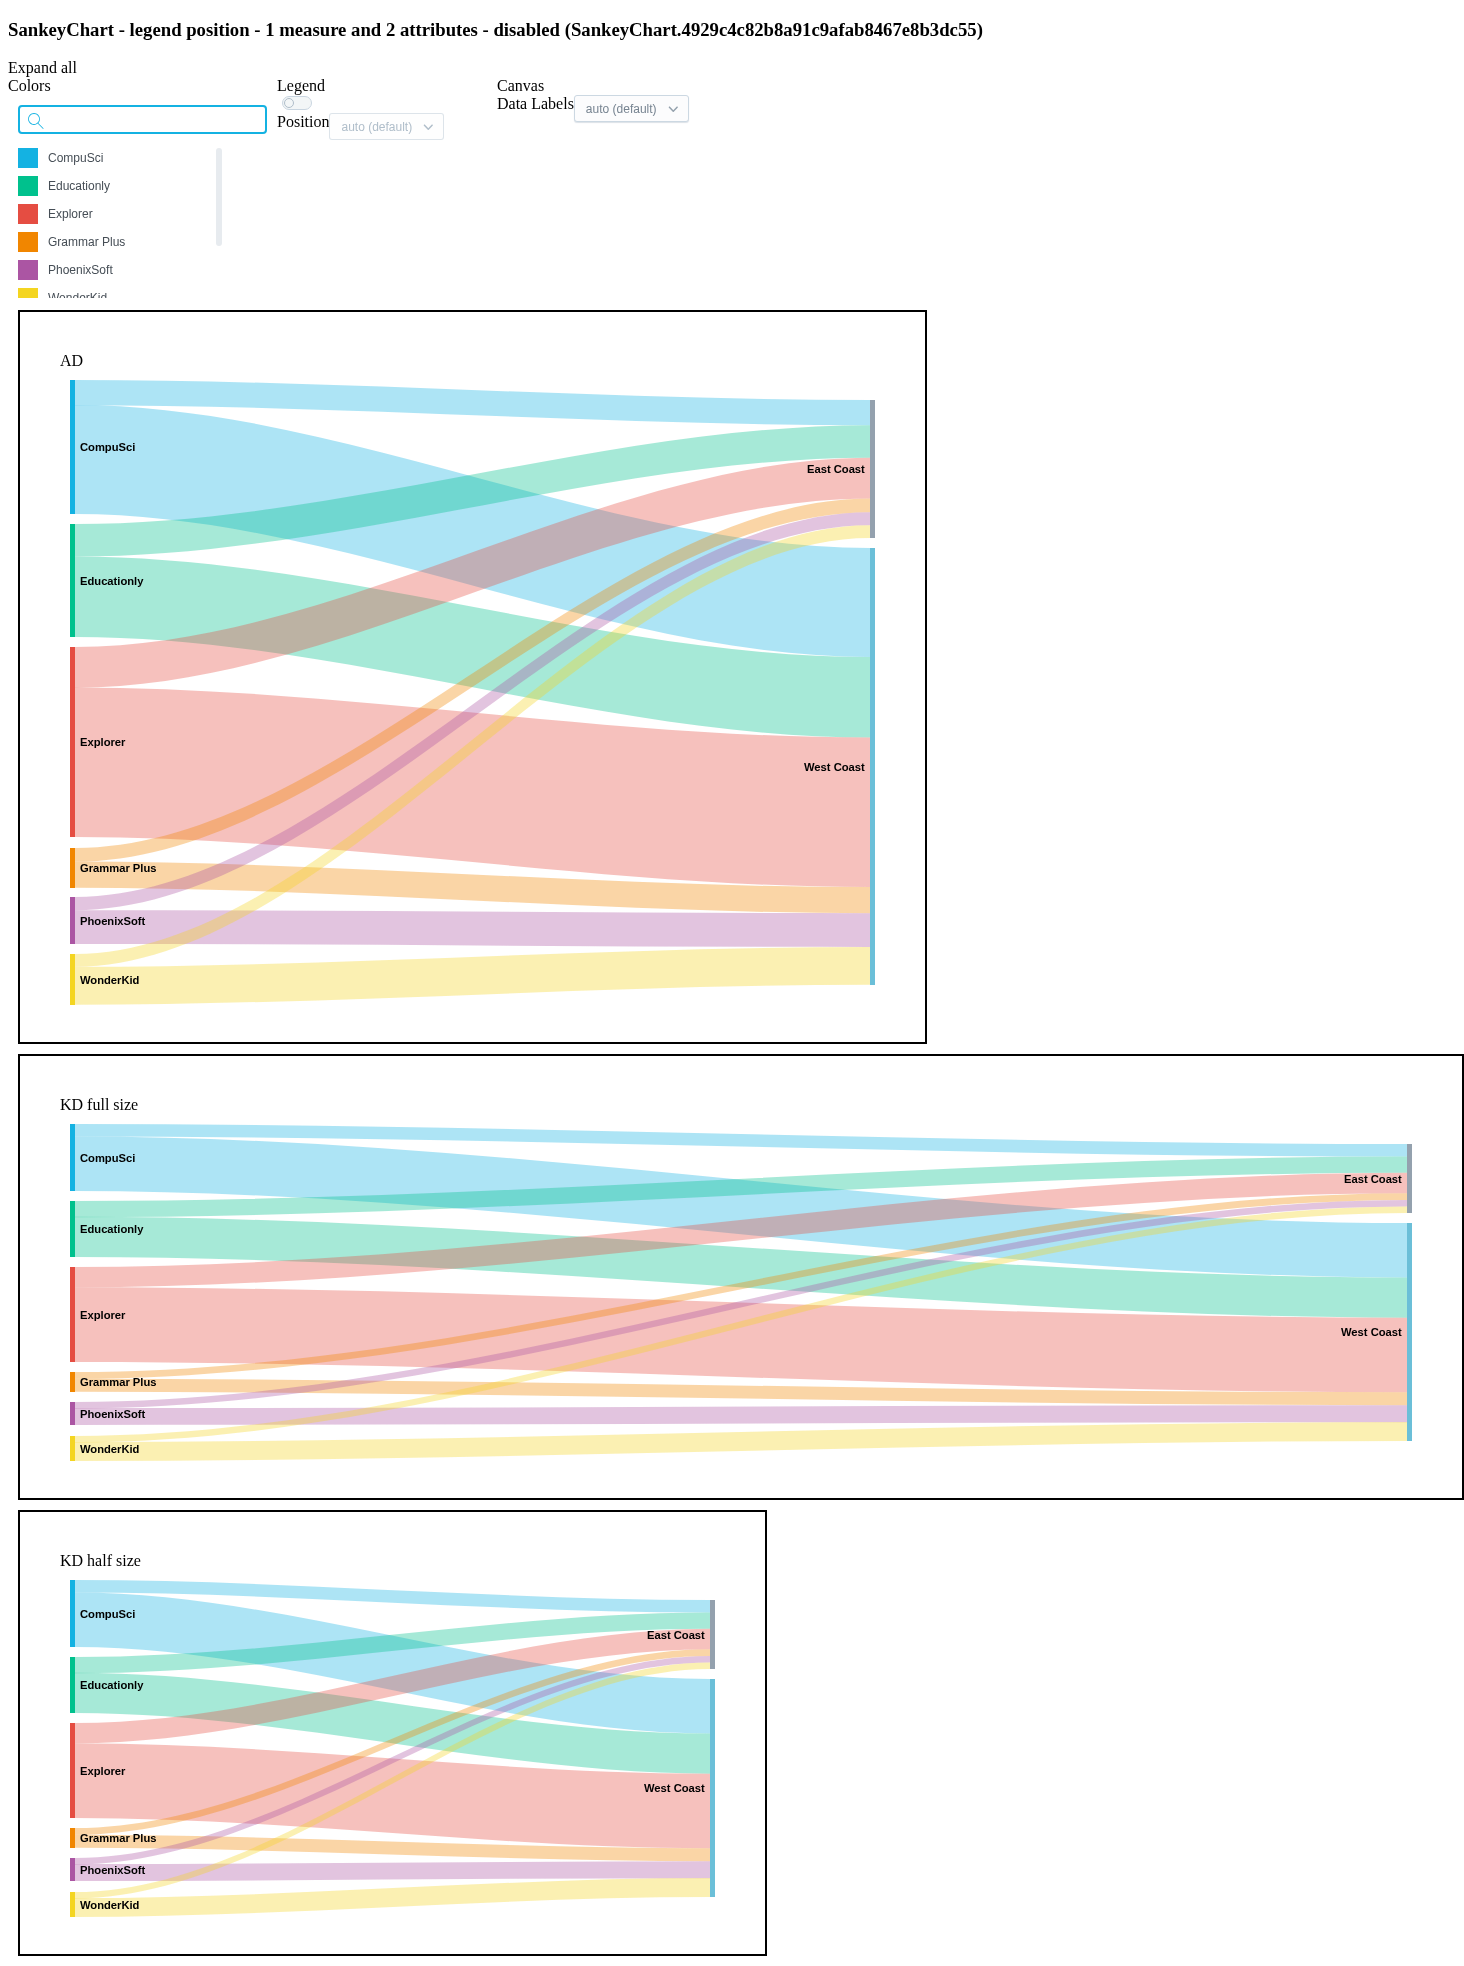 SankeyChart - legend position - 1 measure and 2 attributes - disabled (SankeyChart.4929c4c82b8a91c9afab8467e8b3dc55)
Expand all
Colors
CompuSci
Educationly
Explorer
Grammar Plus
PhoenixSoft
WonderKid
Legend
Position auto (default)
Canvas
Data Labels auto (default)
AD
CompuSci
East Coast
Educationly
Explorer
West Coast
Grammar Plus
PhoenixSoft
WonderKid
KD full size
CompuSci
East Coast
Educationly
Explorer
West Coast
Grammar Plus
PhoenixSoft
WonderKid
KD half size
CompuSci
East Coast
Educationly
Explorer
West Coast
Grammar Plus
PhoenixSoft
WonderKid